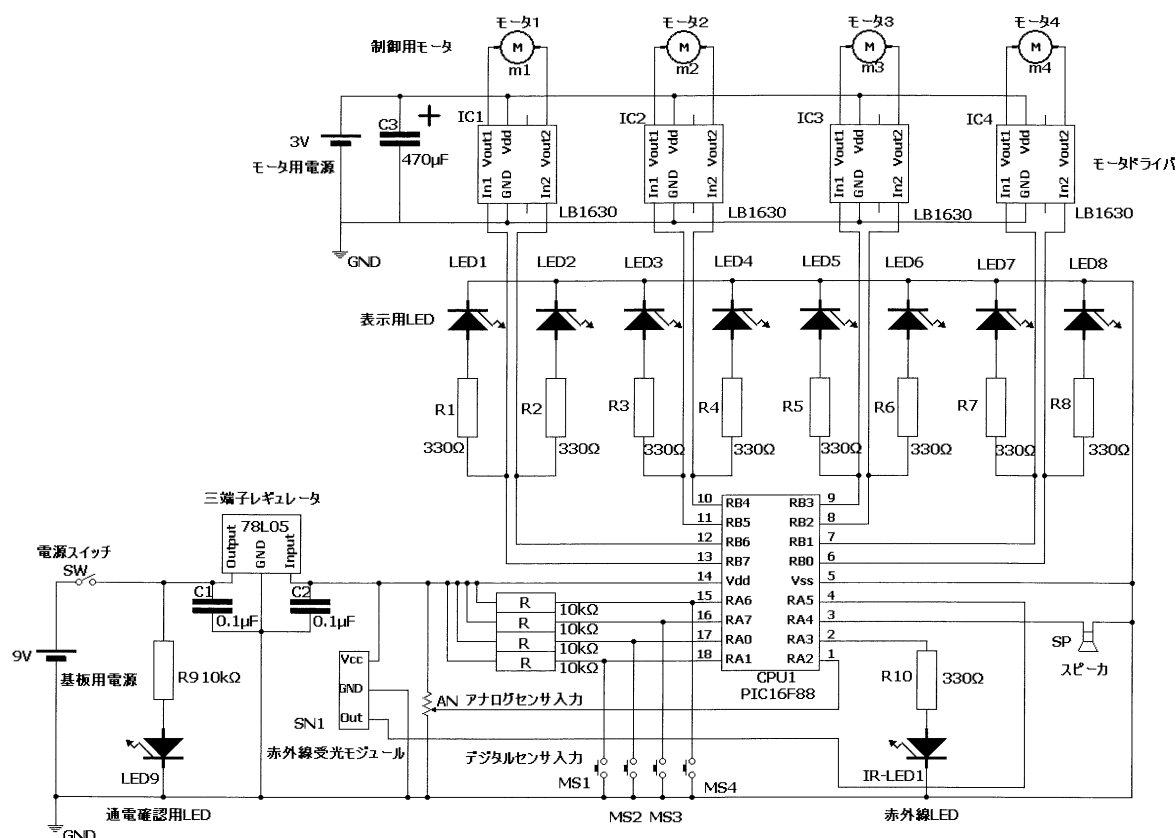 モータ1
モータ2
モータ3
モータ4
制御用モータ
M
M
M
M
m1
m2
m3
m4
IC1
IC2
IC3
IC4
C3
+
470μF
3V
モータ用電源
Vout1 Vdd Vout2
In1 GND In2
Vout1 Vdd Vout2
In1 GND In2
Vout1 Vdd Vout2
In1 GND In2
Vout1 Vdd Vout2
In1 GND In2
モータドライバ
LB1630
LB1630
LB1630
LB1630
GND
LED1
LED2
LED3
LED4
LED5
LED6
LED7
LED8
表示用LED
R1
R2
R3
R4
R5
R6
R7
R8
330Ω
330Ω
330Ω
330Ω
330Ω
330Ω
330Ω
330Ω
三端子レギュレータ
78L05
Output GND Input
電源スイッチ
SW
C1
0.1μF
C2
0.1μF
9V
基板用電源
R9 10kΩ
LED9
通電確認用LED
GND
10 RB4 RB3 9
11 RB5 RB2 8
12 RB6 RB1 7
13 RB7 RB0 6
14 Vdd Vss 5
15 RA6 RA5 4
16 RA7 RA4 3
17 RA0 RA3 2
18 RA1 RA2 1
CPU1
PIC16F88
R 10kΩ
R 10kΩ
R 10kΩ
R 10kΩ
Vcc
GND
Out
SN1
赤外線受光モジュール
AN アナログセンサ入力
デジタルセンサ入力
MS1
MS2
MS3
MS4
R10
330Ω
IR-LED1
赤外線LED
SP
スピーカ